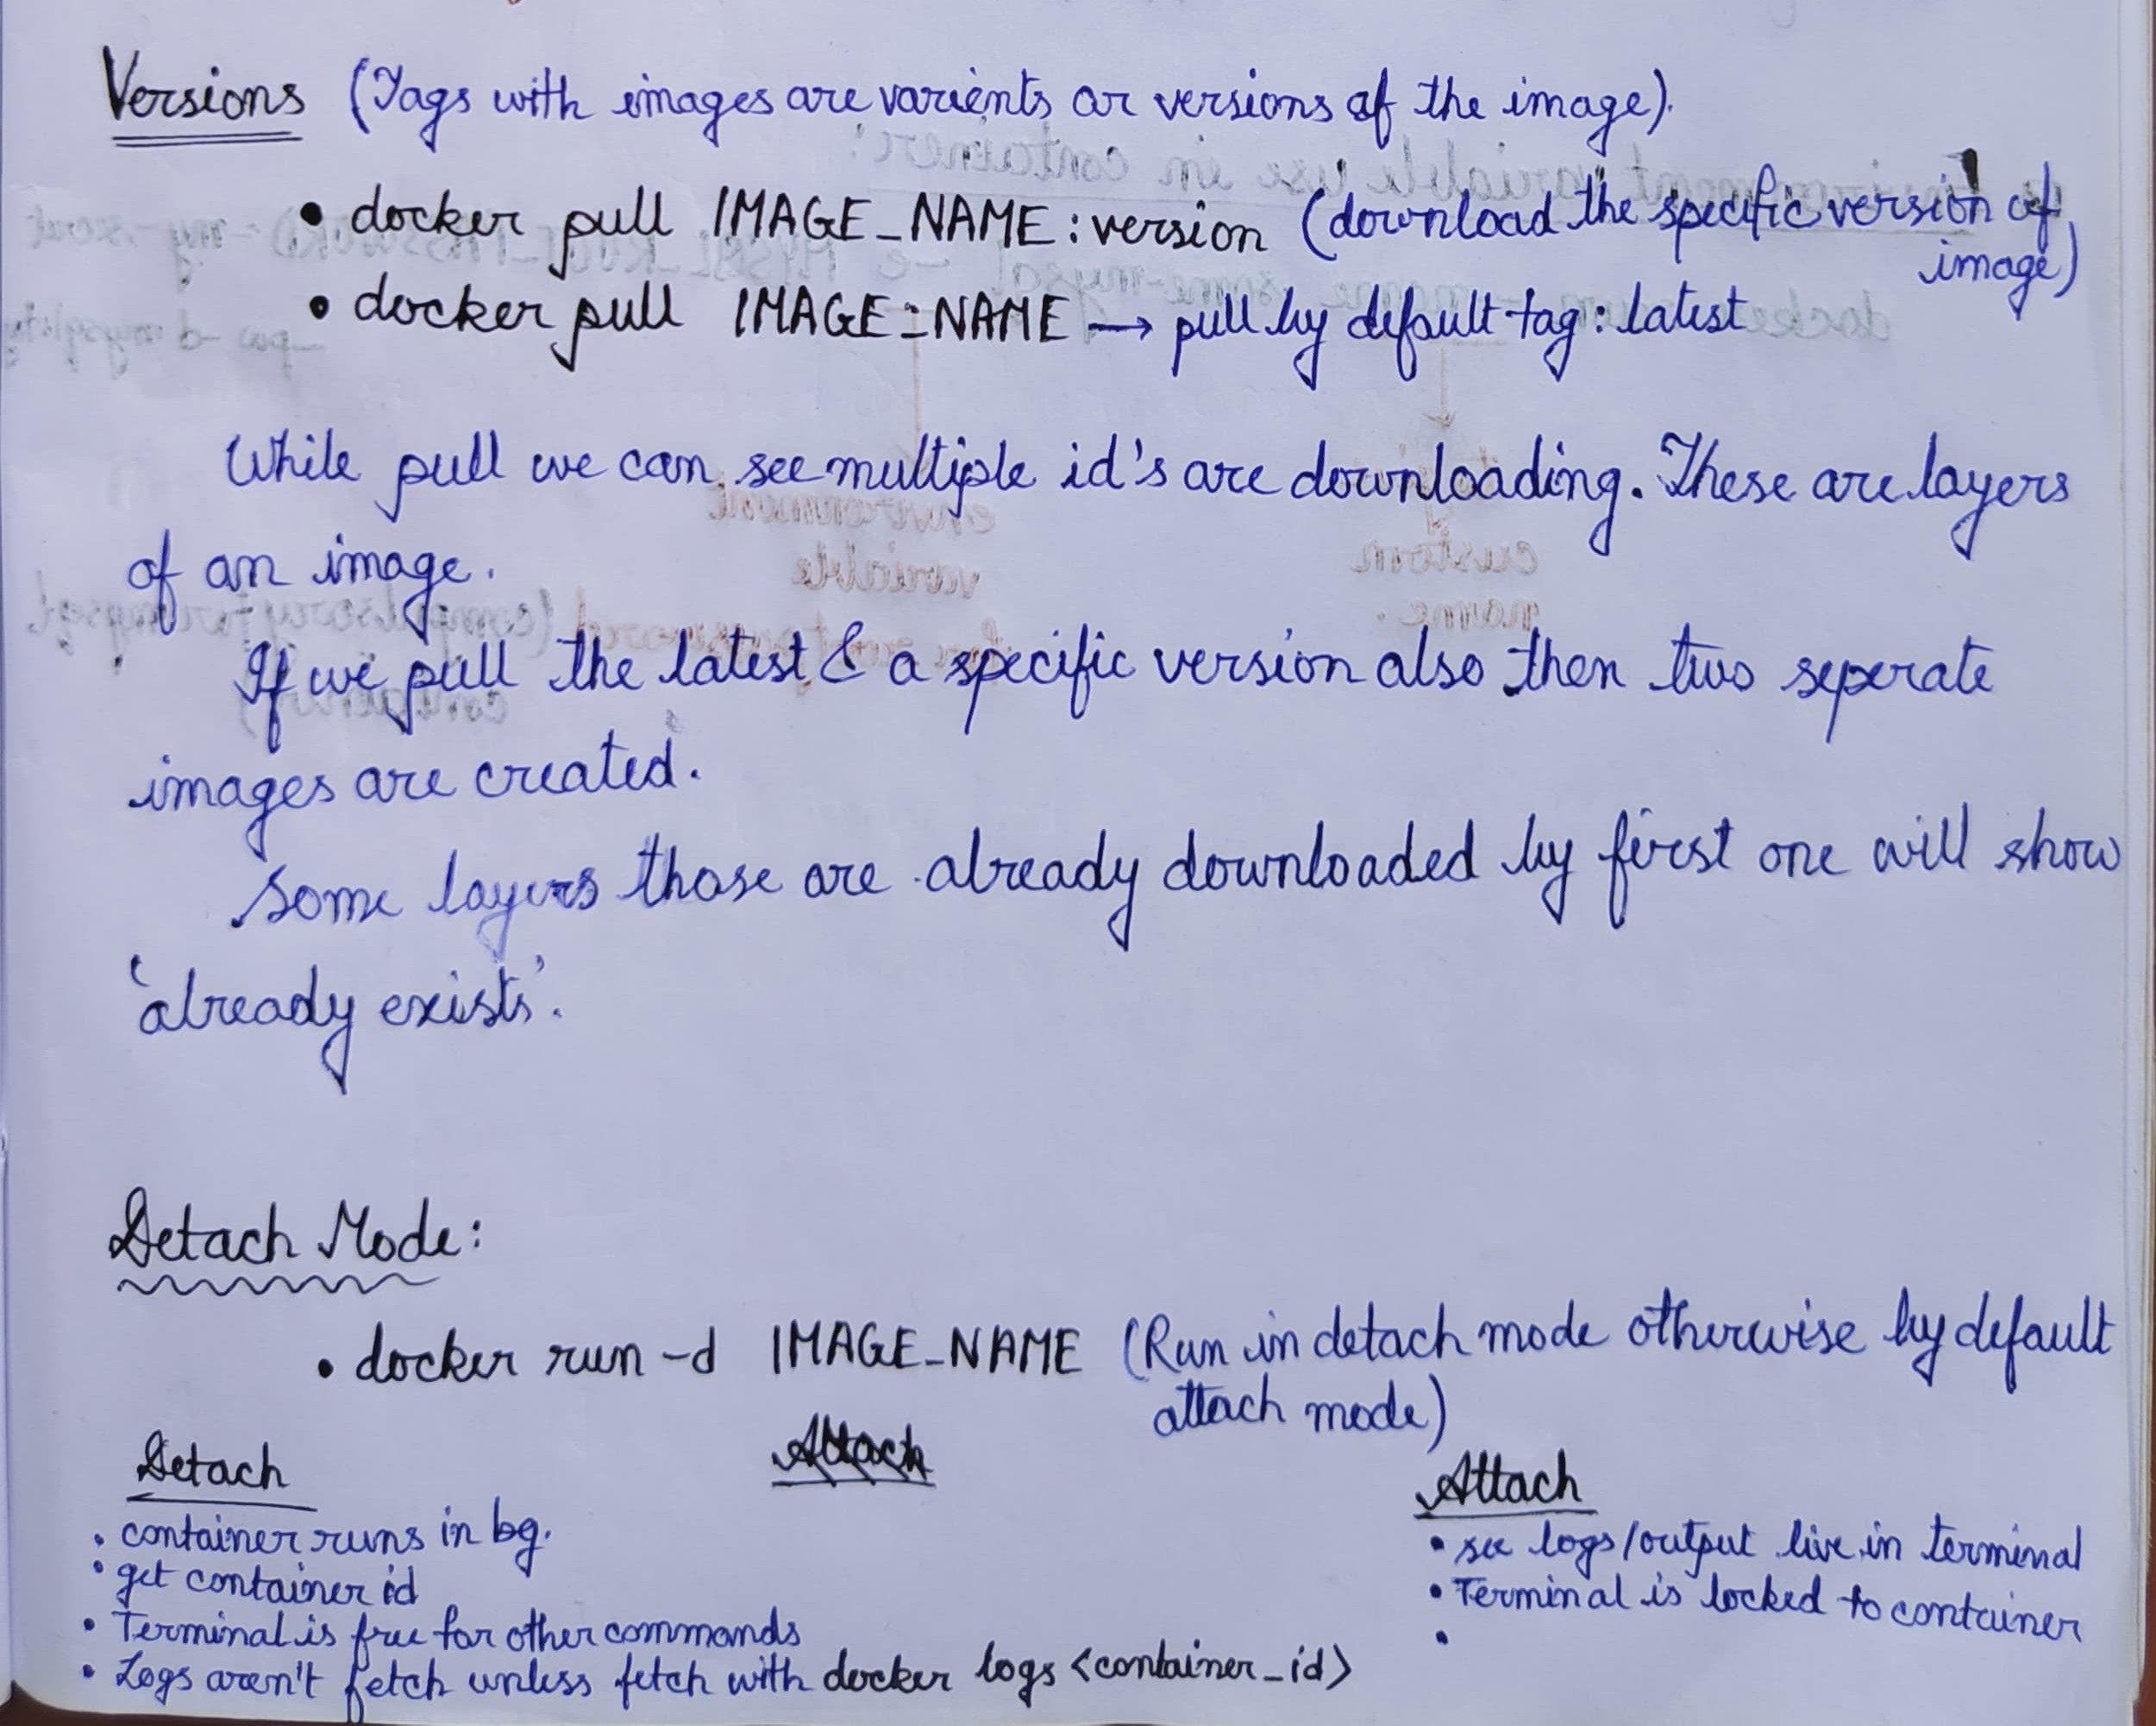 Versions (Tags with images are varients or versions of the image).
• docker pull IMAGE_NAME : version (download the specific version of
image)
• docker pull IMAGE_NAME → pull by default tag : latest
While pull we can see multiple id's are downloading. These are layers
of an image.
If we pull the latest & a specific version also then two seperate
images are created.
Some layers those are already downloaded by first one will show
'already exists'.
Detach Mode:
• docker run -d IMAGE_NAME (Run in detach mode otherwise by default
attach mode)
Attach
Detach
• container runs in bg.
• get container id
• Terminal is free for other commands
• Logs aren't fetch unless fetch with docker logs <container_id>
Attach
• see logs/output live in terminal
• Terminal is locked to container
•